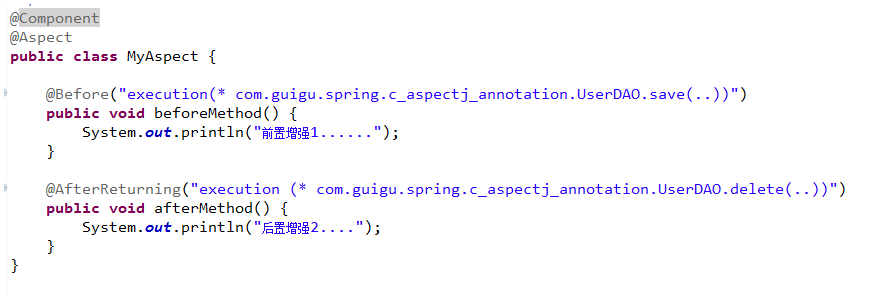 @Component
@Aspect
public class MyAspect {
@Before("execution(* com.guigu.spring.c_aspectj_annotation.UserDAO.save(..))")
public void beforeMethod() {
System.out.println("前置增强1......");
}
@AfterReturning("execution (* com.guigu.spring.c_aspectj_annotation.UserDAO.delete(..))")
public void afterMethod() {
System.out.println("后置增强2....");
}
}